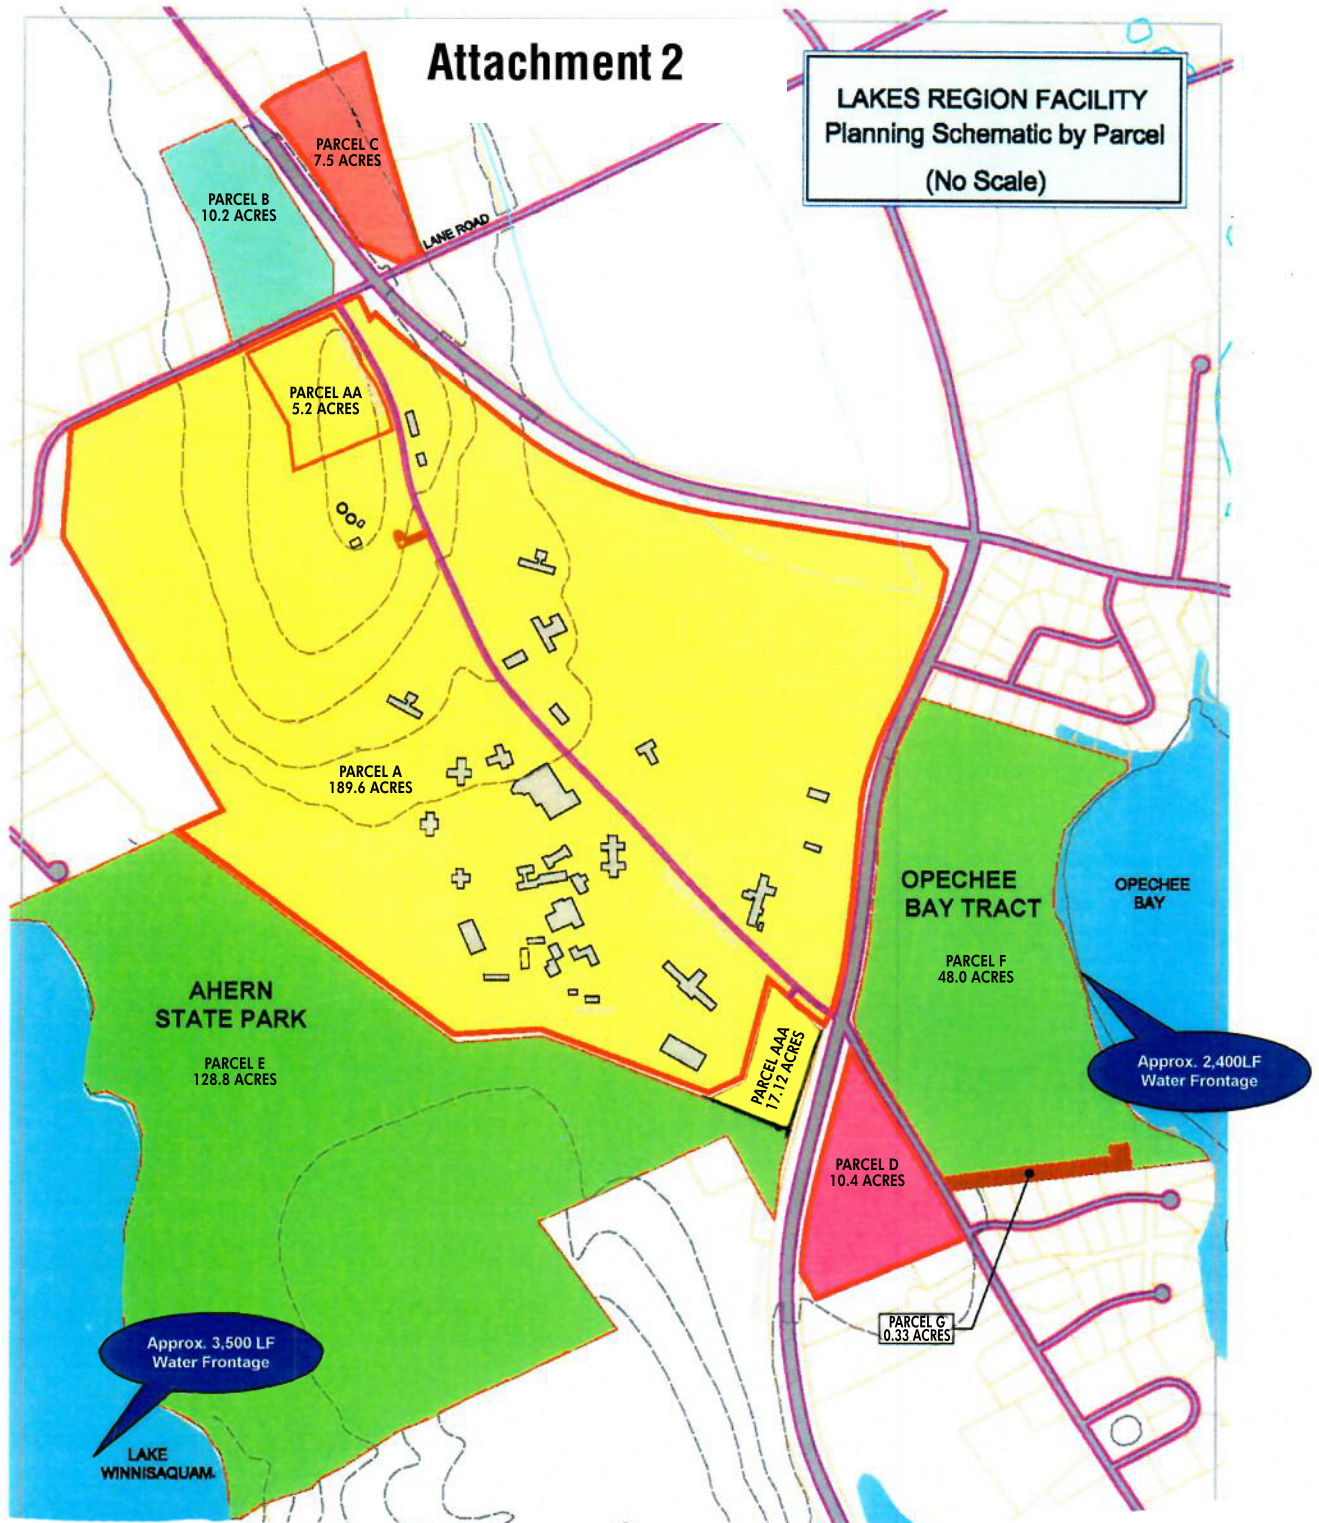 Attachment 2
LAKES REGION FACILITY
Planning Schematic by Parcel
(No Scale)
PARCEL C
7.5 ACRES
PARCEL B
10.2 ACRES
LANE ROAD
PARCEL AA
5.2 ACRES
PARCEL A
189.6 ACRES
OPECHEE
BAY TRACT
PARCEL F
48.0 ACRES
OPECHEE
BAY
AHERN
STATE PARK
PARCEL E
128.8 ACRES
PARCEL AAA
17.12 ACRES
Approx. 2,400LF
Water Frontage
PARCEL D
10.4 ACRES
PARCEL G
0.33 ACRES
Approx. 3,500 LF
Water Frontage
LAKE
WINNISAQUAM.